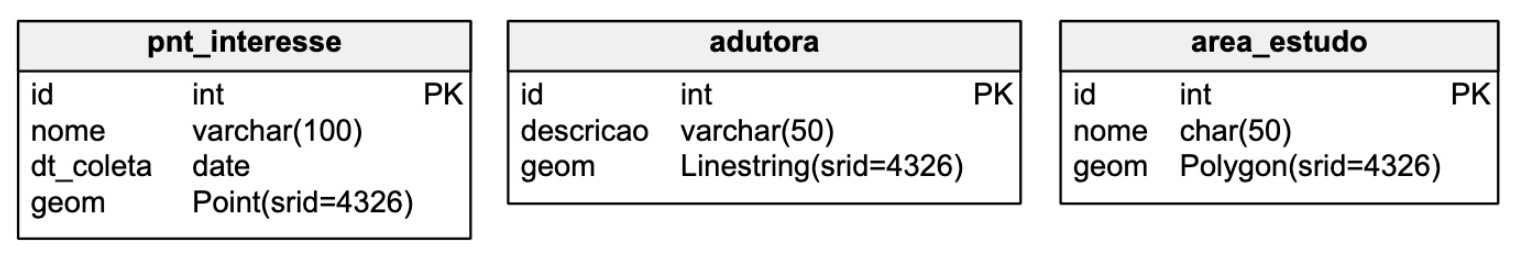 pnt_interesse
id int PK
nome varchar(100)
dt_coleta date
geom Point(srid=4326)
adutora
id int PK
descricao varchar(50)
geom Linestring(srid=4326)
area_estudo
id int PK
nome char(50)
geom Polygon(srid=4326)